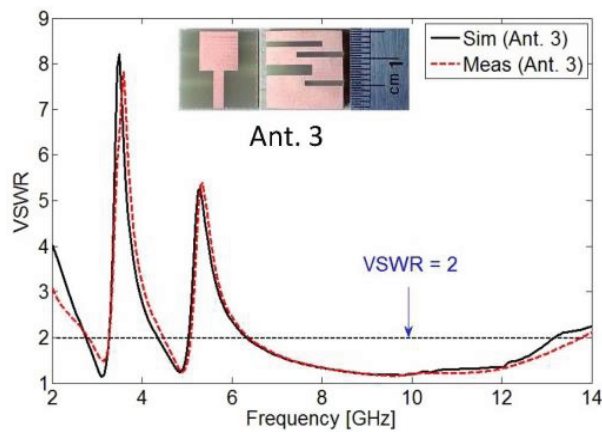 9
8
7
6
5
4
3
2
1
VSWR
Sim (Ant. 3)
Meas (Ant. 3)
1
cm
Ant. 3
VSWR = 2
2 4 6 8 10 12 14
Frequency [GHz]